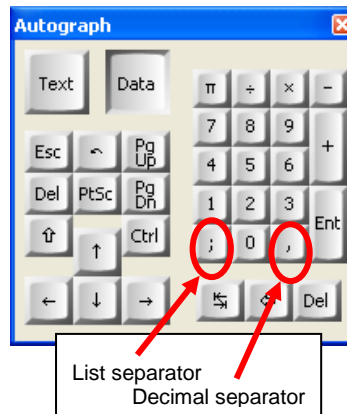 Autograph
Text Data
π ÷ × −
7 8 9 +
Esc Pg Up
4 5 6
Del PtSc Pg Dn
1 2 3 Ent
⇧ ↑ Ctrl
; 0 ,
← ↓ → Del
List separator
Decimal separator